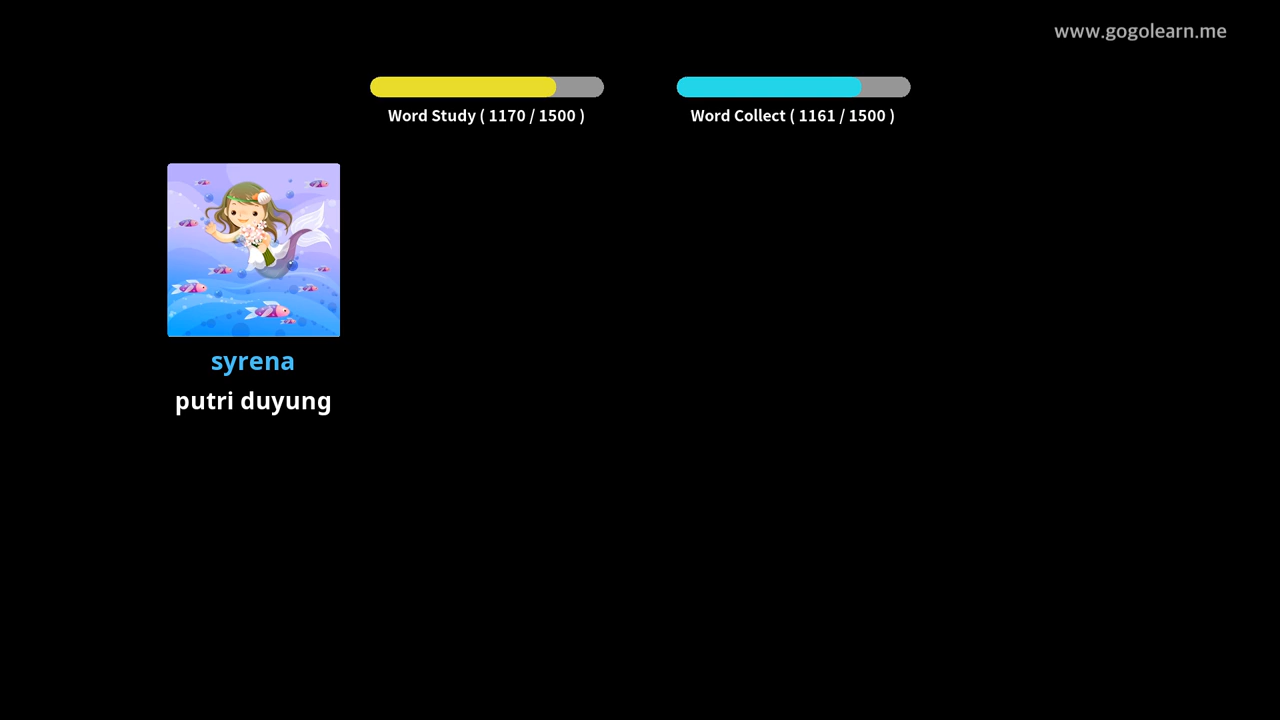 www.gogolearn.me
Word Study ( 1170 / 1500 )
Word Collect ( 1161 / 1500 )
syrena
putri duyung